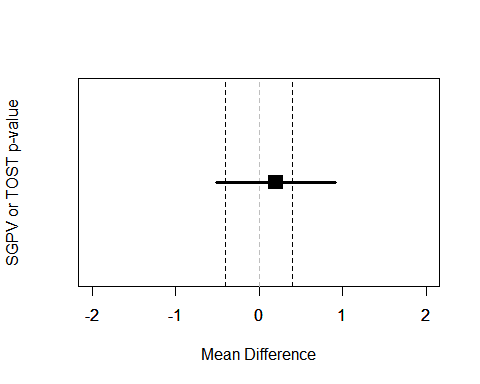 SGPV or TOST p-value
-2 -1 0 1 2
Mean Difference